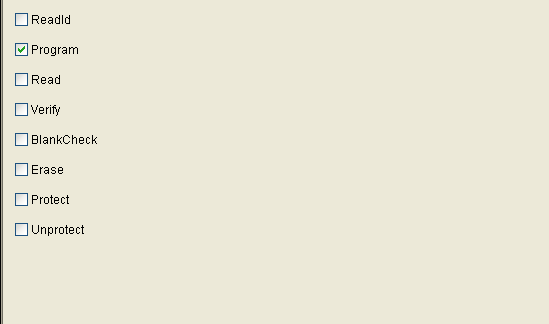 ReadId
Program
Read
Verify
BlankCheck
Erase
Protect
Unprotect